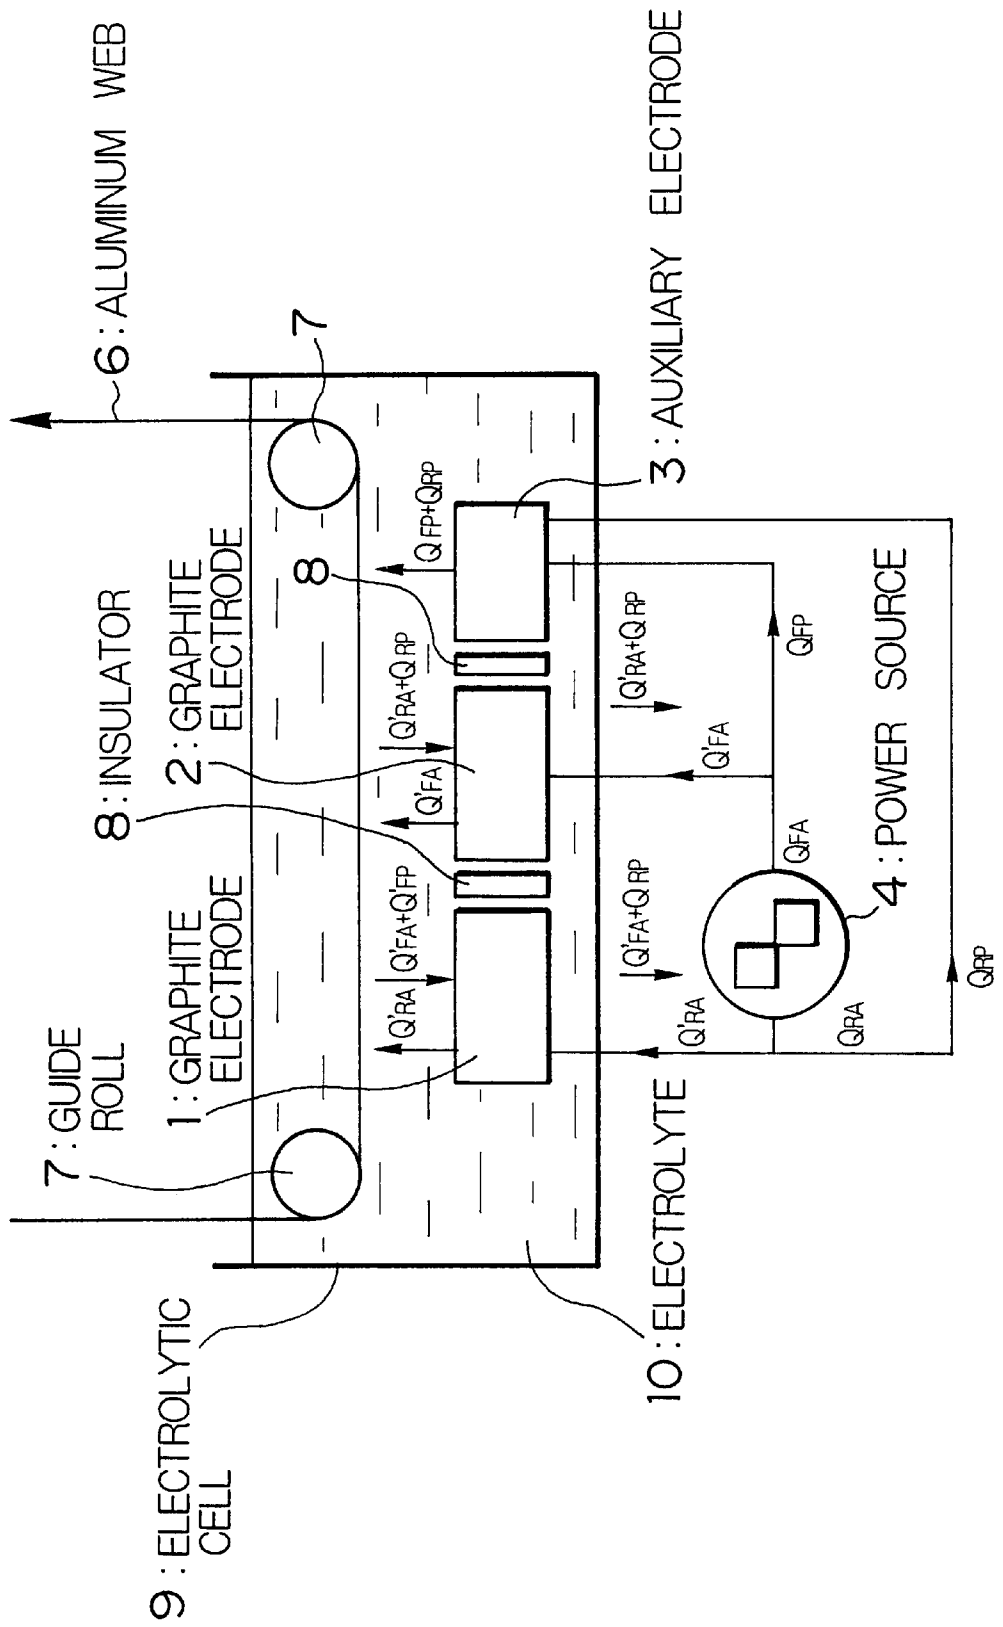 6 : ALUMINUM WEB
7 : GUIDE
ROLL
8 : INSULATOR
1 : GRAPHITE
ELECTRODE
2 : GRAPHITE
ELECTRODE
9 : ELECTROLYTIC
CELL
7
8
Q'RA
Q'FA+Q'FP
Q'FA
Q'RA+QRP
QFP+QRP
10 : ELECTROLYTE
3 : AUXILIARY ELECTRODE
Q'FA+QRP
Q'RA+QRP
Q'RA
Q'FA
QFA
QFP
QRA
4 : POWER SOURCE
QRP